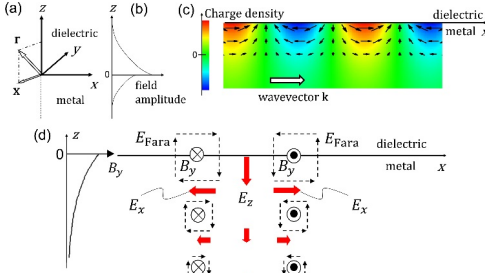 (a)
z
dielectric
r
y
x
x
metal
(b)
z
field
amplitude
(c)
Charge density
0
wavevector k
dielectric
metal
x
(d)
z
0
B_y
E_Fara
B_y
E_x
E_z
E_Fara
B_y
E_x
dielectric
metal
x